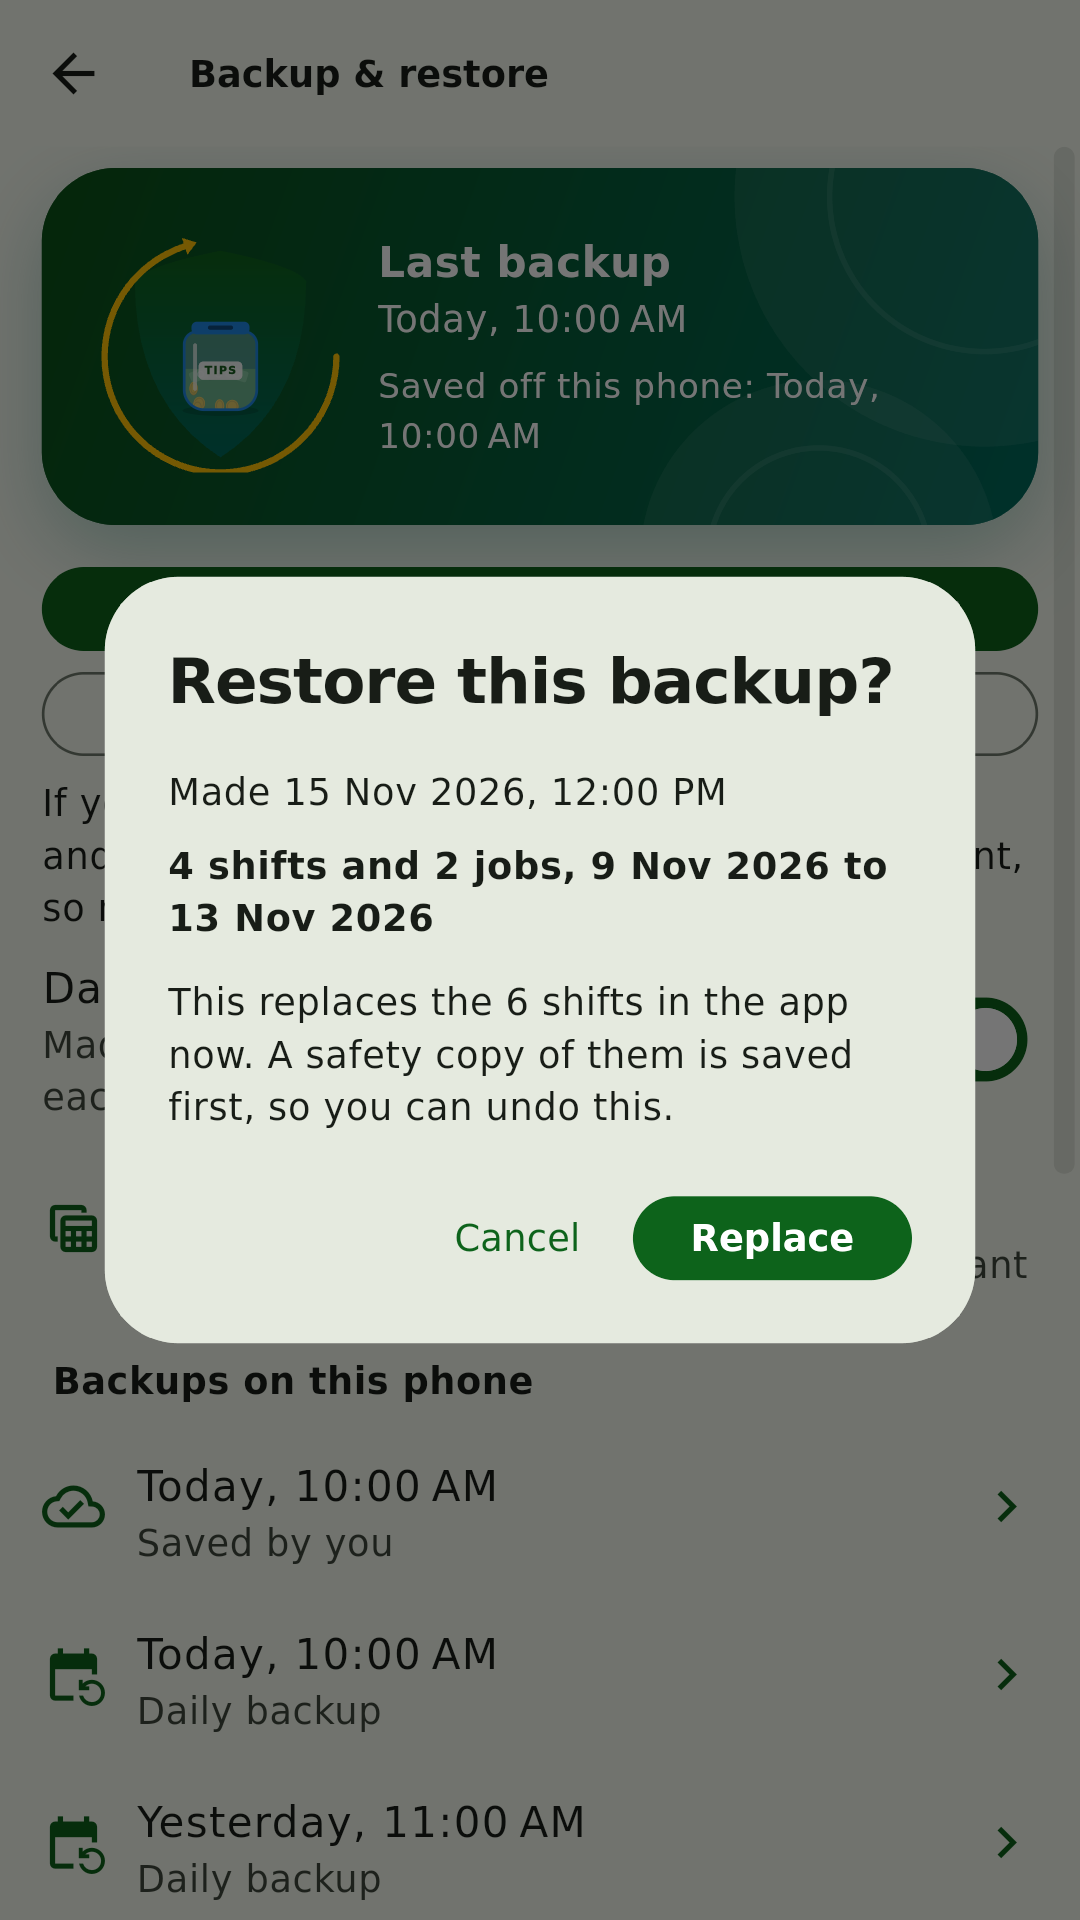 Backup & restore
Last backup
Today, 10:00 AM
TIPS
Saved off this phone: Today,
10:00 AM
Restore this backup?
Made 15 Nov 2026, 12:00 PM
4 shifts and 2 jobs, 9 Nov 2026 to
13 Nov 2026
This replaces the 6 shifts in the app
now. A safety copy of them is saved
first, so you can undo this.
Cancel
Replace
If
so
Backups on this phone
Today, 10:00 AM
Saved by you
Today, 10:00 AM
Daily backup
Yesterday, 11:00 AM
Daily backup